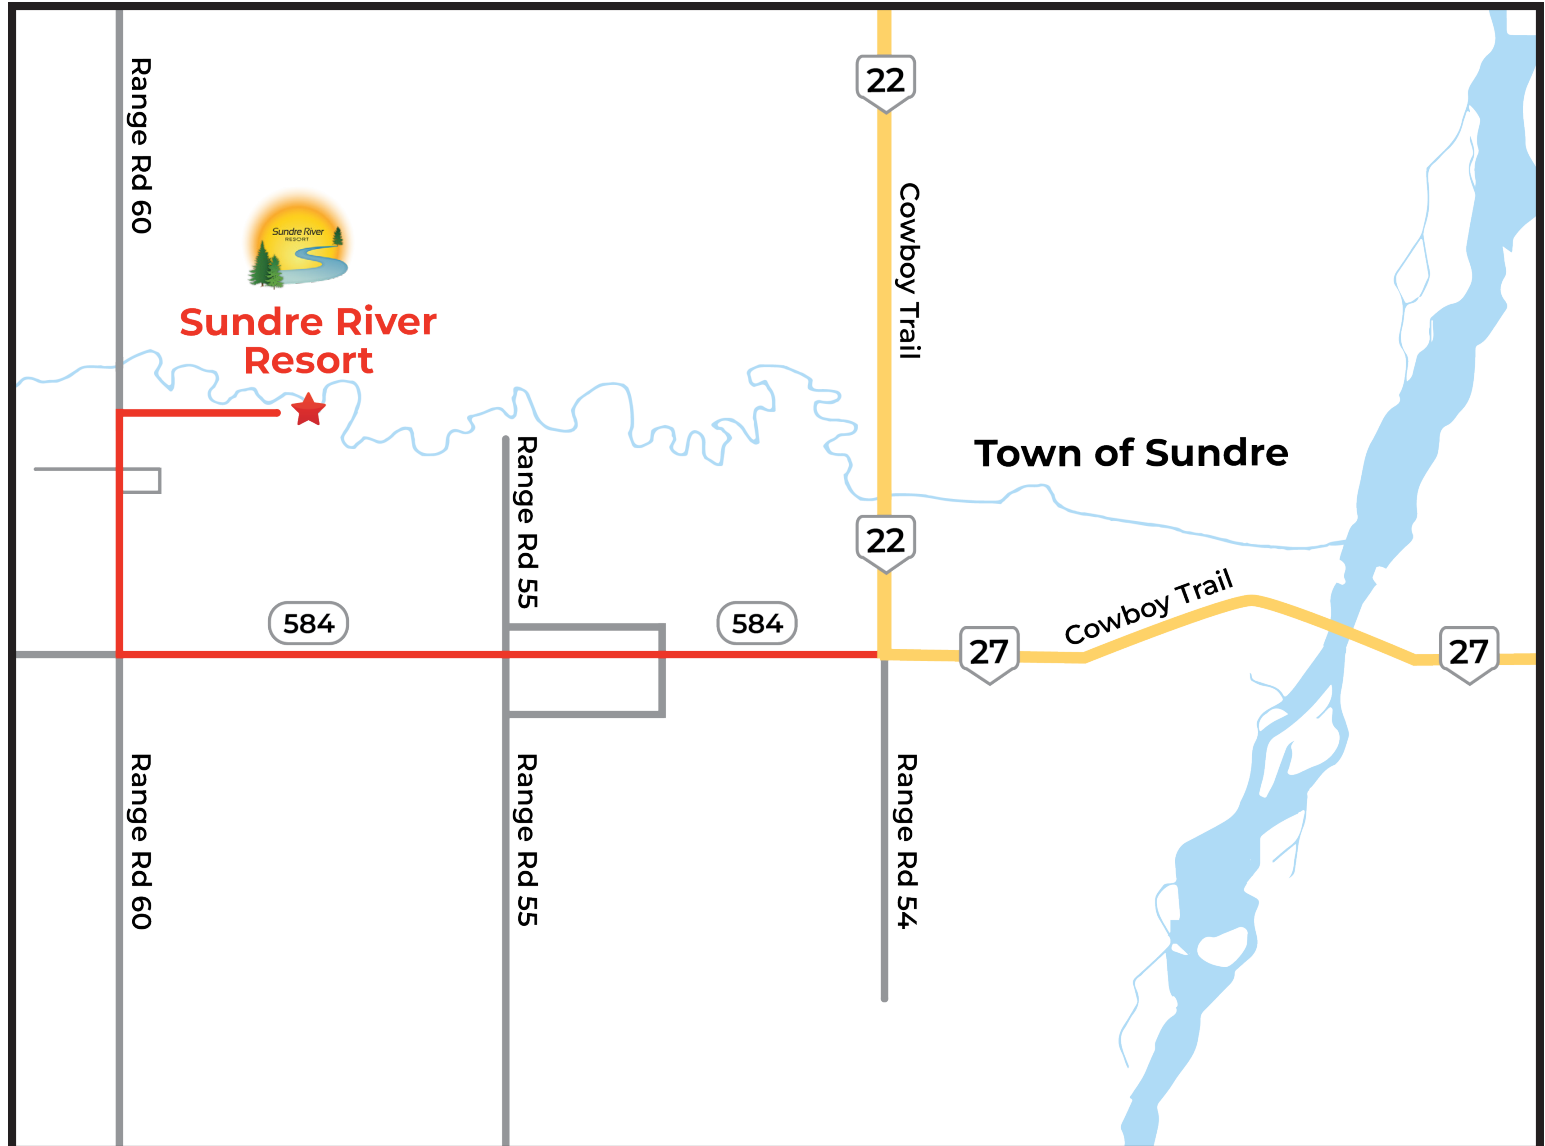 22
Range Rd 60
Cowboy Trail
Sundre River
RESORT
Sundre River
Resort
Town of Sundre
Range Rd 55
22
Cowboy Trail
584
584
27
27
Range Rd 60
Range Rd 55
Range Rd 54